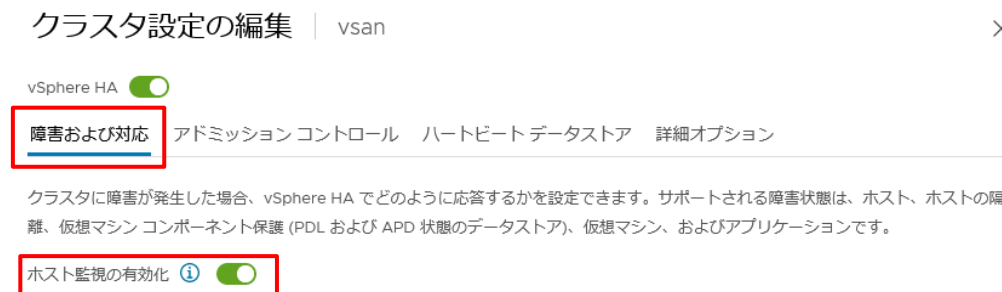 クラスタ設定の編集 vsan
vSphere HA
障害および対応 アドミッション コントロール ハートビート データストア 詳細オプション
クラスタに障害が発生した場合、vSphere HA でどのように応答するかを設定できます。サポートされる障害状態は、ホスト、ホストの隔
離、仮想マシン コンポーネント保護 (PDL および APD 状態のデータストア)、仮想マシン、およびアプリケーションです。
ホスト監視の有効化